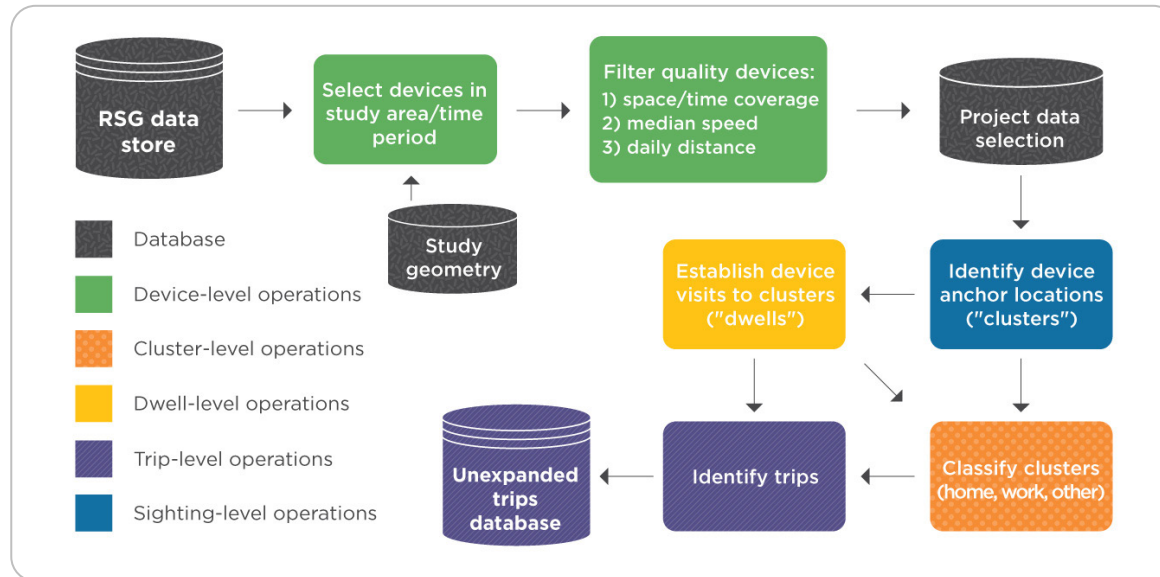 RSG data
store
Select devices in
study area/time
period
Filter quality devices:
1) space/time coverage
2) median speed
3) daily distance
Project data
selection
Study
geometry
Database
Device-level operations
Cluster-level operations
Dwell-level operations
Trip-level operations
Sighting-level operations
Establish device
visits to clusters
("dwells")
Identify device
anchor locations
("clusters")
Unexpanded
trips
database
Identify trips
Classify clusters
(home, work, other)